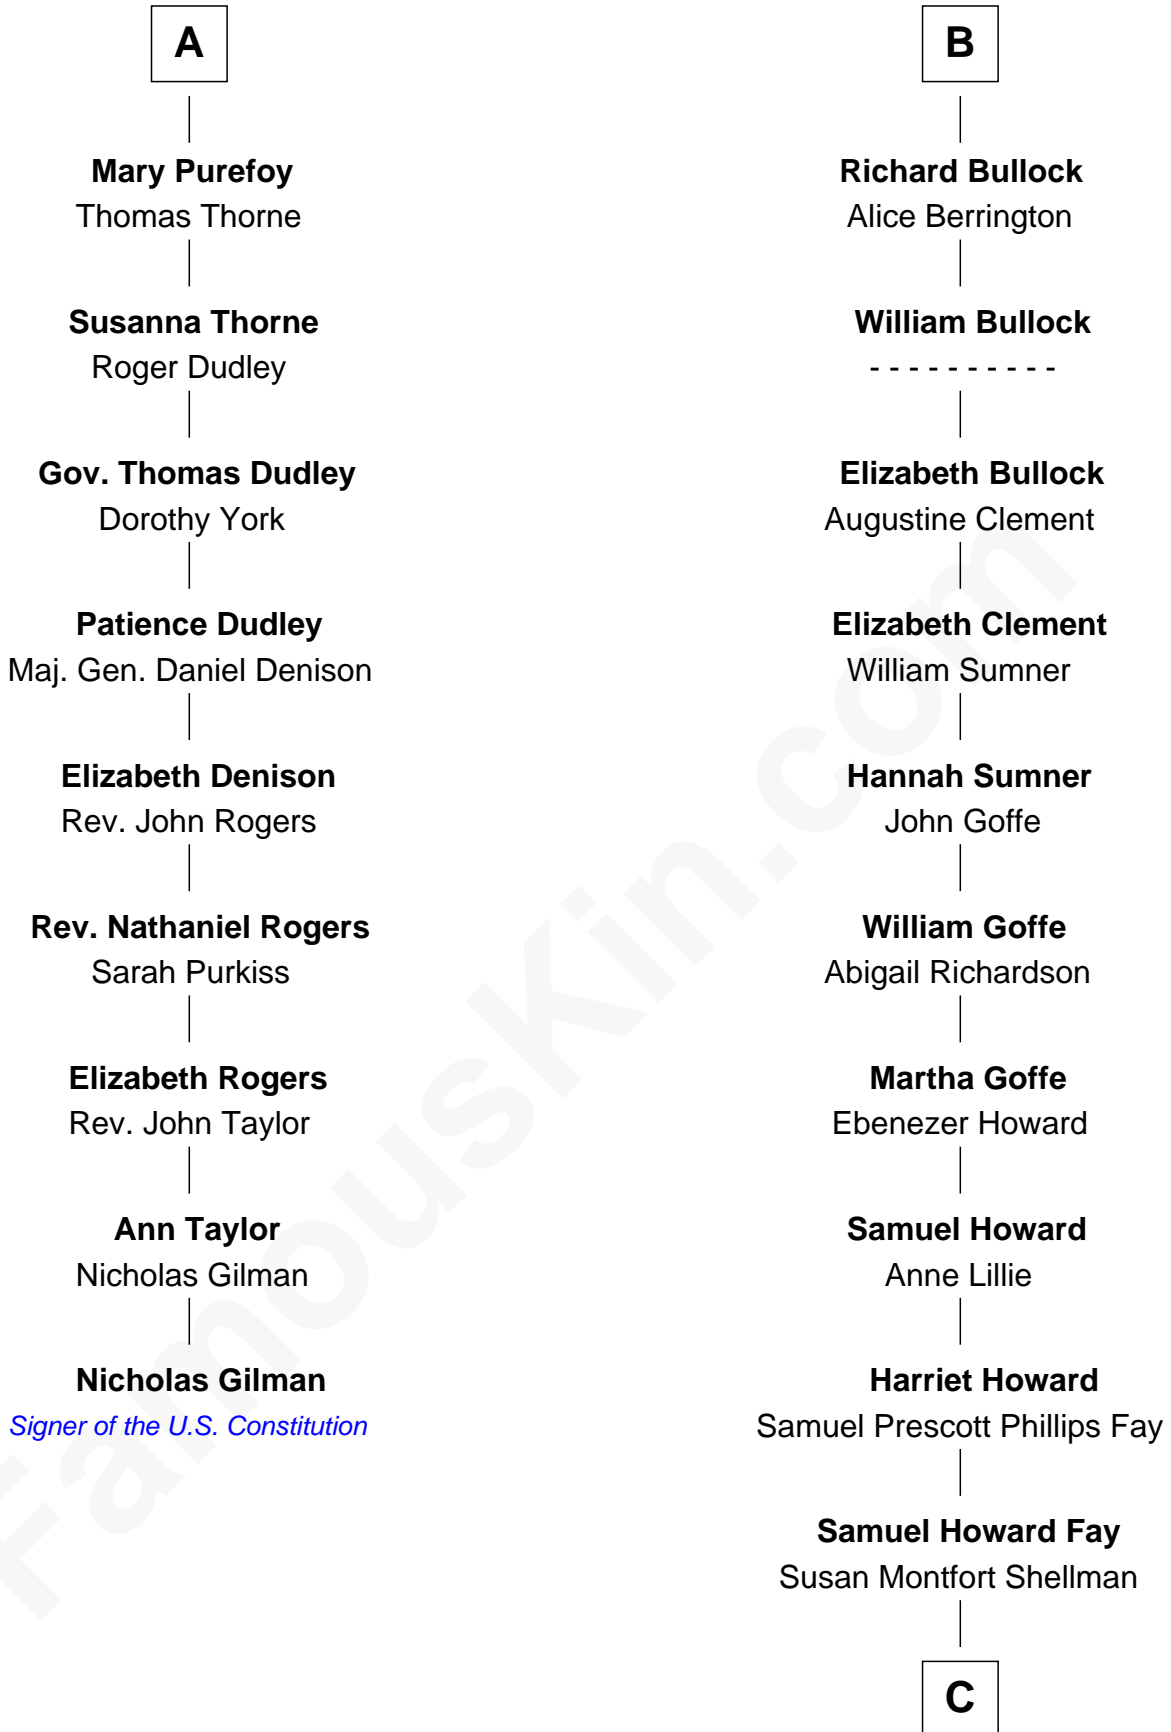 A
Mary Purefoy
Thomas Thorne
Susanna Thorne
Roger Dudley
Gov. Thomas Dudley
Dorothy York
Patience Dudley
Maj. Gen. Daniel Denison
Elizabeth Denison
Rev. John Rogers
Rev. Nathaniel Rogers
Sarah Purkiss
Elizabeth Rogers
Rev. John Taylor
Ann Taylor
Nicholas Gilman
Nicholas Gilman
Signer of the U.S. Constitution
B
Richard Bullock
Alice Berrington
William Bullock
- - - - - - - - - -
Elizabeth Bullock
Augustine Clement
Elizabeth Clement
William Sumner
Hannah Sumner
John Goffe
William Goffe
Abigail Richardson
Martha Goffe
Ebenezer Howard
Samuel Howard
Anne Lillie
Harriet Howard
Samuel Prescott Phillips Fay
Samuel Howard Fay
Susan Montfort Shellman
C
FamousKin.com